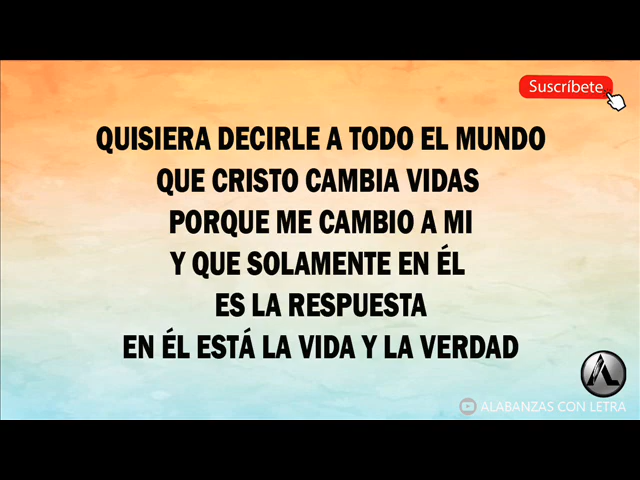 Suscríbete
QUISIERA DECIRLE A TODO EL MUNDO
QUE CRISTO CAMBIA VIDAS
PORQUE ME CAMBIO A MI
Y QUE SOLAMENTE EN ÉL
ES LA RESPUESTA
EN ÉL ESTÁ LA VIDA Y LA VERDAD
ALABANZAS CON LETRA